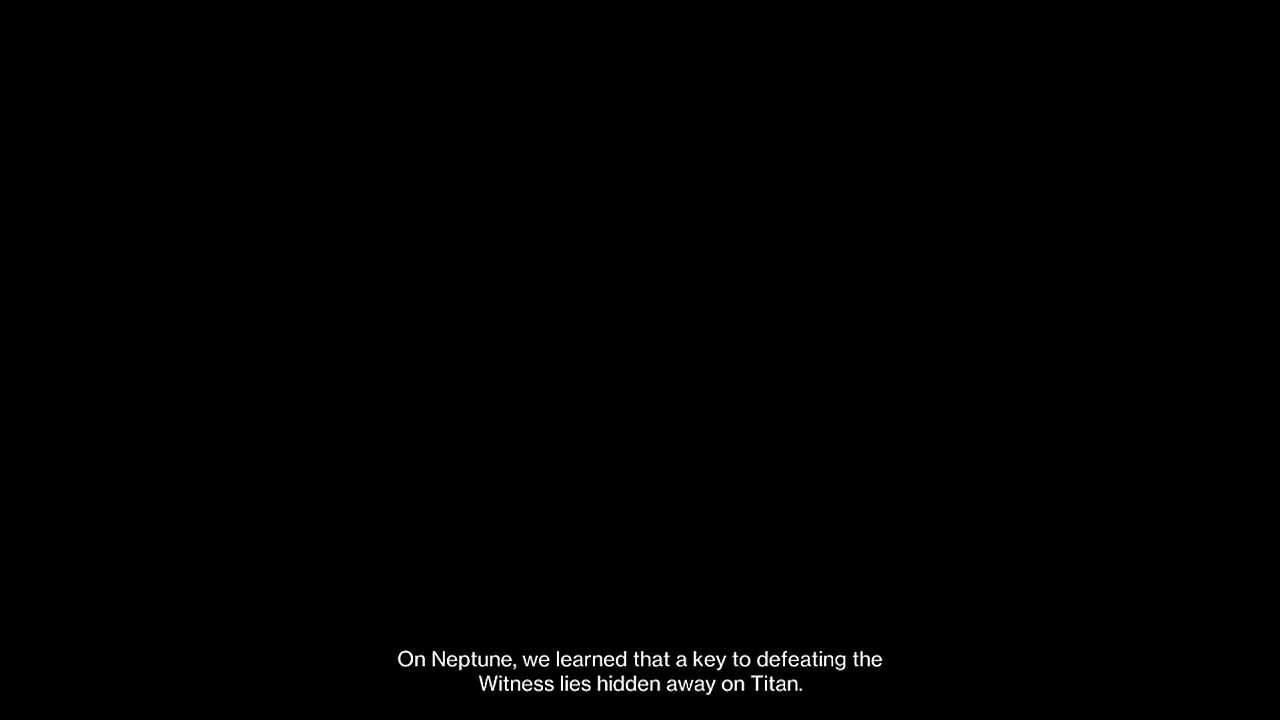 On Neptune, we learned that a key to defeating the
Witness lies hidden away on Titan.